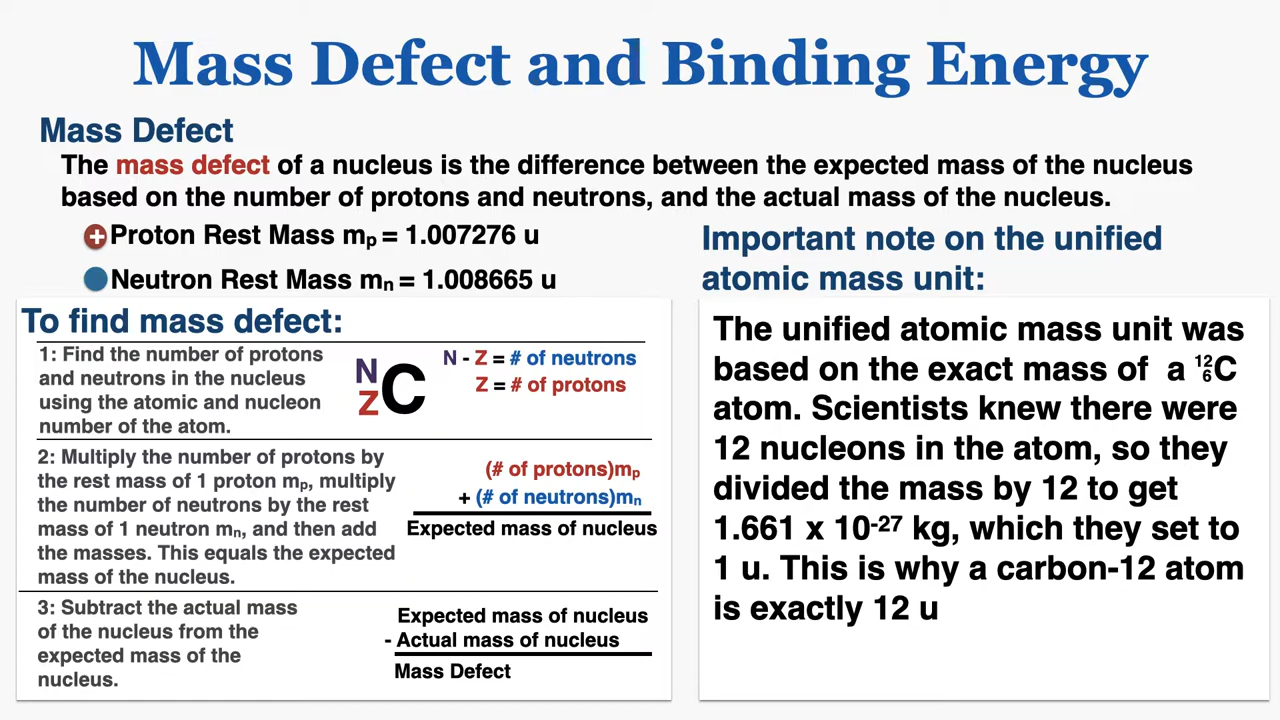 Mass Defect and Binding Energy
Mass Defect
The mass defect of a nucleus is the difference between the expected mass of the nucleus
based on the number of protons and neutrons, and the actual mass of the nucleus.
+ Proton Rest Mass mp = 1.007276 u
Neutron Rest Mass mn = 1.008665 u
To find mass defect:
1: Find the number of protons
and neutrons in the nucleus
using the atomic and nucleon
number of the atom.
N
Z C
N - Z = # of neutrons
Z = # of protons
2: Multiply the number of protons by
the rest mass of 1 proton mp, multiply
the number of neutrons by the rest
mass of 1 neutron mn, and then add
the masses. This equals the expected
mass of the nucleus.
(# of protons)mp
+ (# of neutrons)mn
Expected mass of nucleus
3: Subtract the actual mass
of the nucleus from the
expected mass of the
nucleus.
Expected mass of nucleus
- Actual mass of nucleus
Mass Defect
Important note on the unified
atomic mass unit:
The unified atomic mass unit was
based on the exact mass of a ¹²₆C
atom. Scientists knew there were
12 nucleons in the atom, so they
divided the mass by 12 to get
1.661 x 10⁻²⁷ kg, which they set to
1 u. This is why a carbon-12 atom
is exactly 12 u